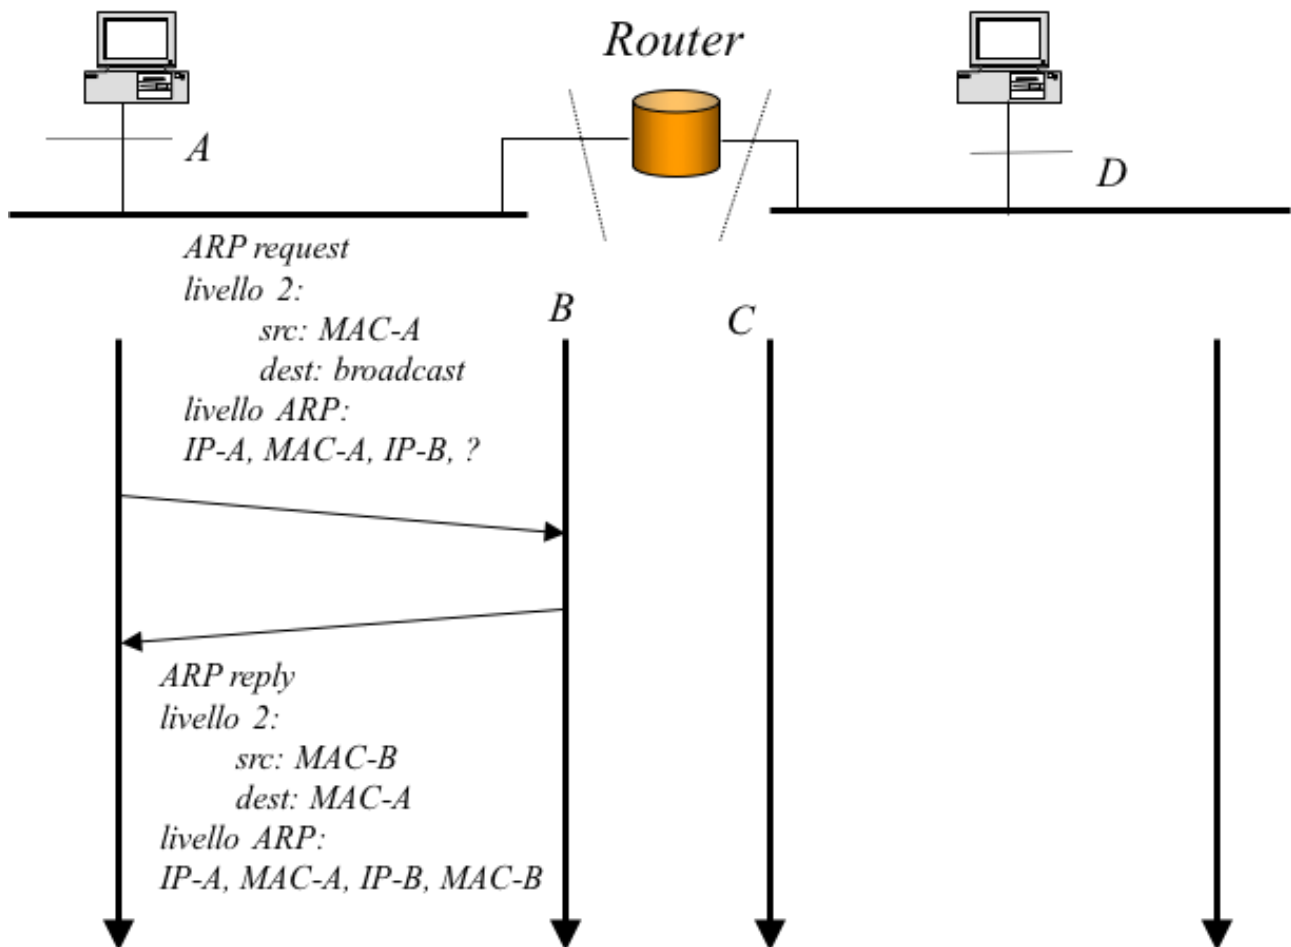 Router
A
D
ARP request
livello 2:
src: MAC-A
dest: broadcast
livello ARP:
IP-A, MAC-A, IP-B, ?
B
C
ARP reply
livello 2:
src: MAC-B
dest: MAC-A
livello ARP:
IP-A, MAC-A, IP-B, MAC-B